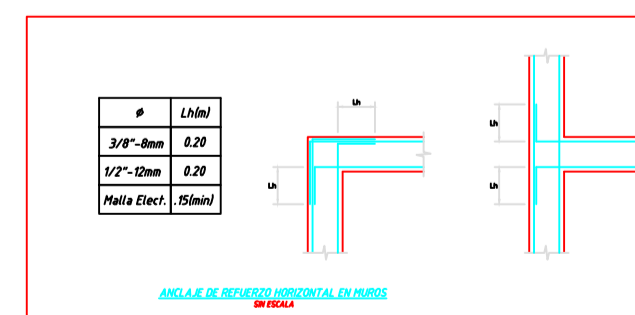 ø Lh(m)
3/8"-8mm 0.20
1/2"-12mm 0.20
Malla Elect. .15(min)
Lh
Lh
Lh
Lh
ANCLAJE DE REFUERZO HORIZONTAL EN MUROS
SIN ESCALA